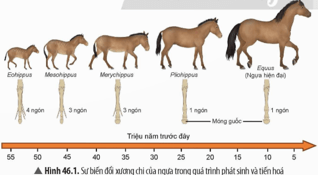 Eohippus
Mesohippus
Merychippus
Pliohippus
Equus
(Ngựa hiện đại)
4 ngón
3 ngón
3 ngón
1 ngón
1 ngón
Móng guốc
Triệu năm trước đây
55 50 45 40 35 30 25 20 15 10 5
▲ Hình 46.1. Sự biến đổi xương chi của ngựa trong quá trình phát sinh và tiến hoá